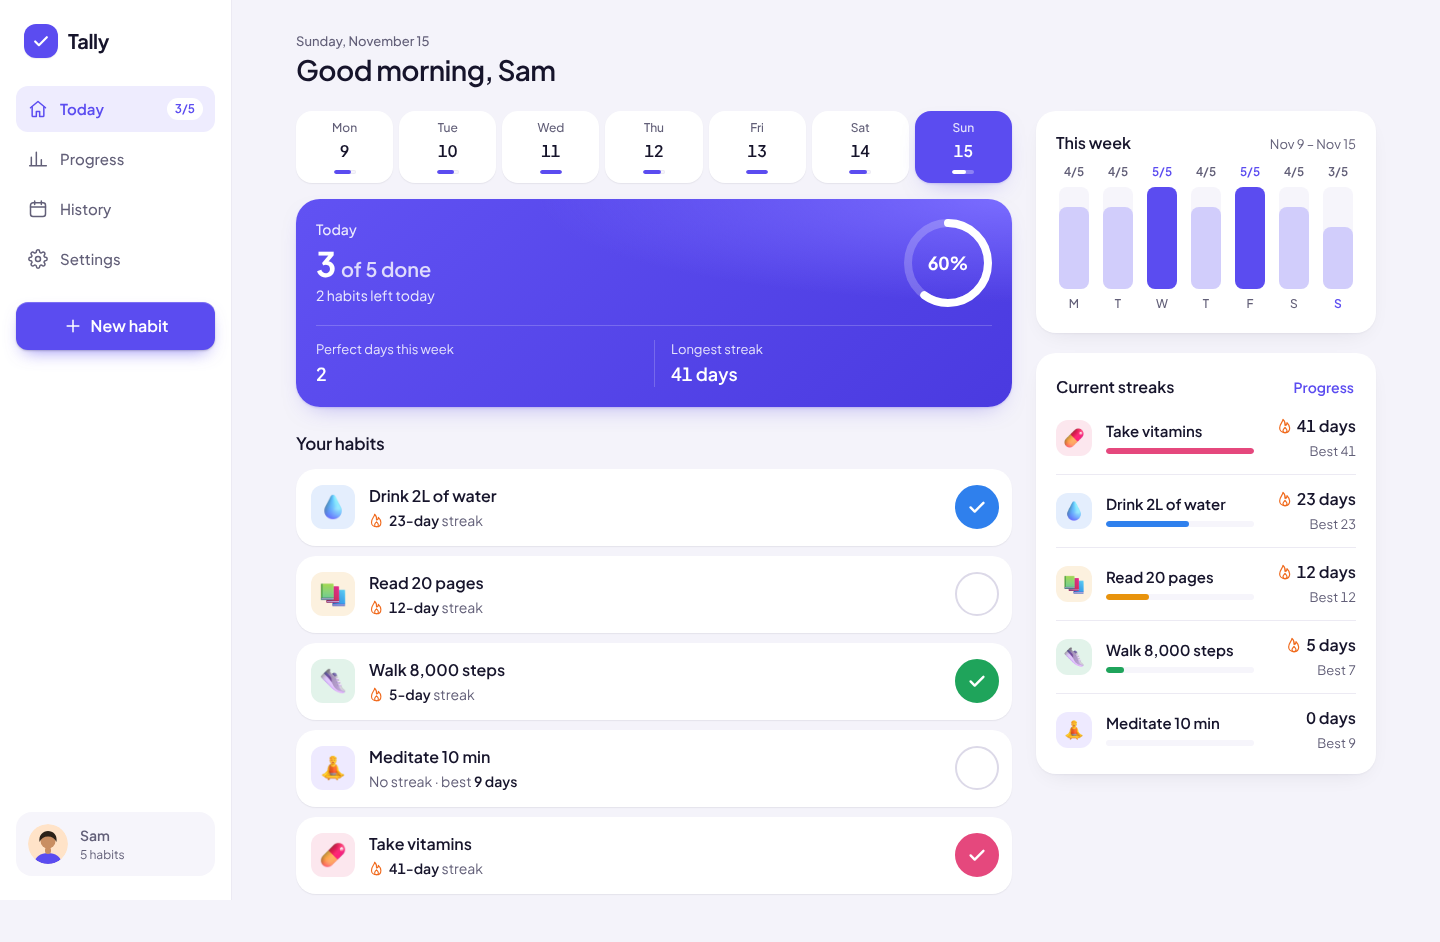 Tally
Today 3/5
Progress
History
Settings
New habit
Sam
5 habits
Sunday, November 15
Good morning, Sam
Mon Tue Wed Thu Fri Sat Sun
9 10 11 12 13 14 15
Today
3 of 5 done
2 habits left today
60%
Perfect days this week
2
Longest streak
41 days
Your habits
Drink 2L of water
23-day streak
Read 20 pages
12-day streak
Walk 8,000 steps
5-day streak
Meditate 10 min
No streak · best 9 days
Take vitamins
41-day streak
This week Nov 9 – Nov 15
4/5 4/5 5/5 4/5 5/5 4/5 3/5
M T W T F S S
Current streaks Progress
Take vitamins 41 days
Best 41
Drink 2L of water 23 days
Best 23
Read 20 pages 12 days
Best 12
Walk 8,000 steps 5 days
Best 7
Meditate 10 min 0 days
Best 9